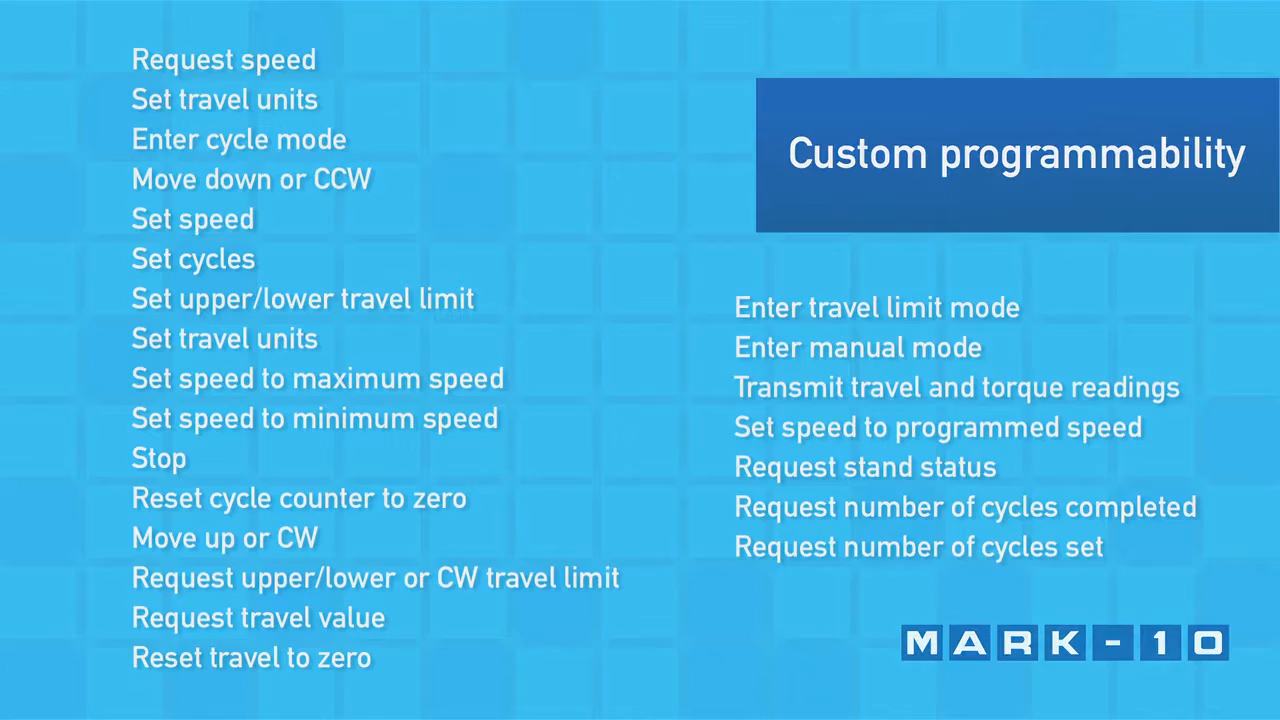 Request speed
Set travel units
Enter cycle mode
Move down or CCW
Set speed
Set cycles
Set upper/lower travel limit
Set travel units
Set speed to maximum speed
Set speed to minimum speed
Stop
Reset cycle counter to zero
Move up or CW
Request upper/lower or CW travel limit
Request travel value
Reset travel to zero
Custom programmability
Enter travel limit mode
Enter manual mode
Transmit travel and torque readings
Set speed to programmed speed
Request stand status
Request number of cycles completed
Request number of cycles set
MARK-10